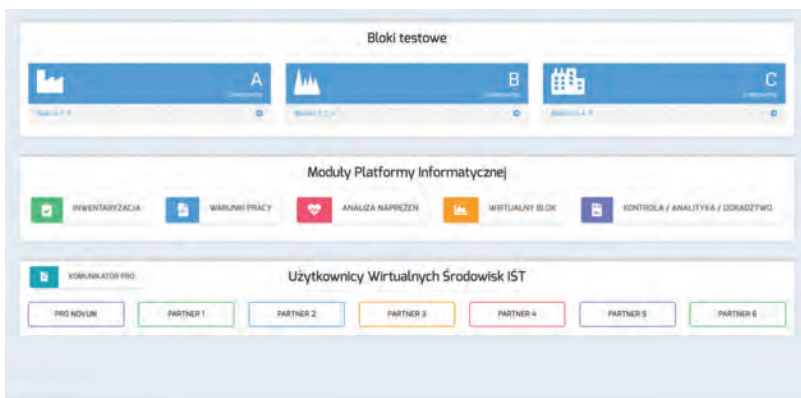 Bloki testowe
A
B
C
Moduły Platformy Informatycznej
INWENTARYZACJA
WARUNKI PRACY
ANALIZA NAPRĘŻEŃ
WIRTUALNY BLOK
KONTROLA / ANALITYKA / DORADZTWO
KOMUNIKATOR PRO
Użytkownicy Wirtualnych Środowisk IŚT
PRO NOVUM
PARTNER 1
PARTNER 2
PARTNER 3
PARTNER 4
PARTNER 5
PARTNER 6